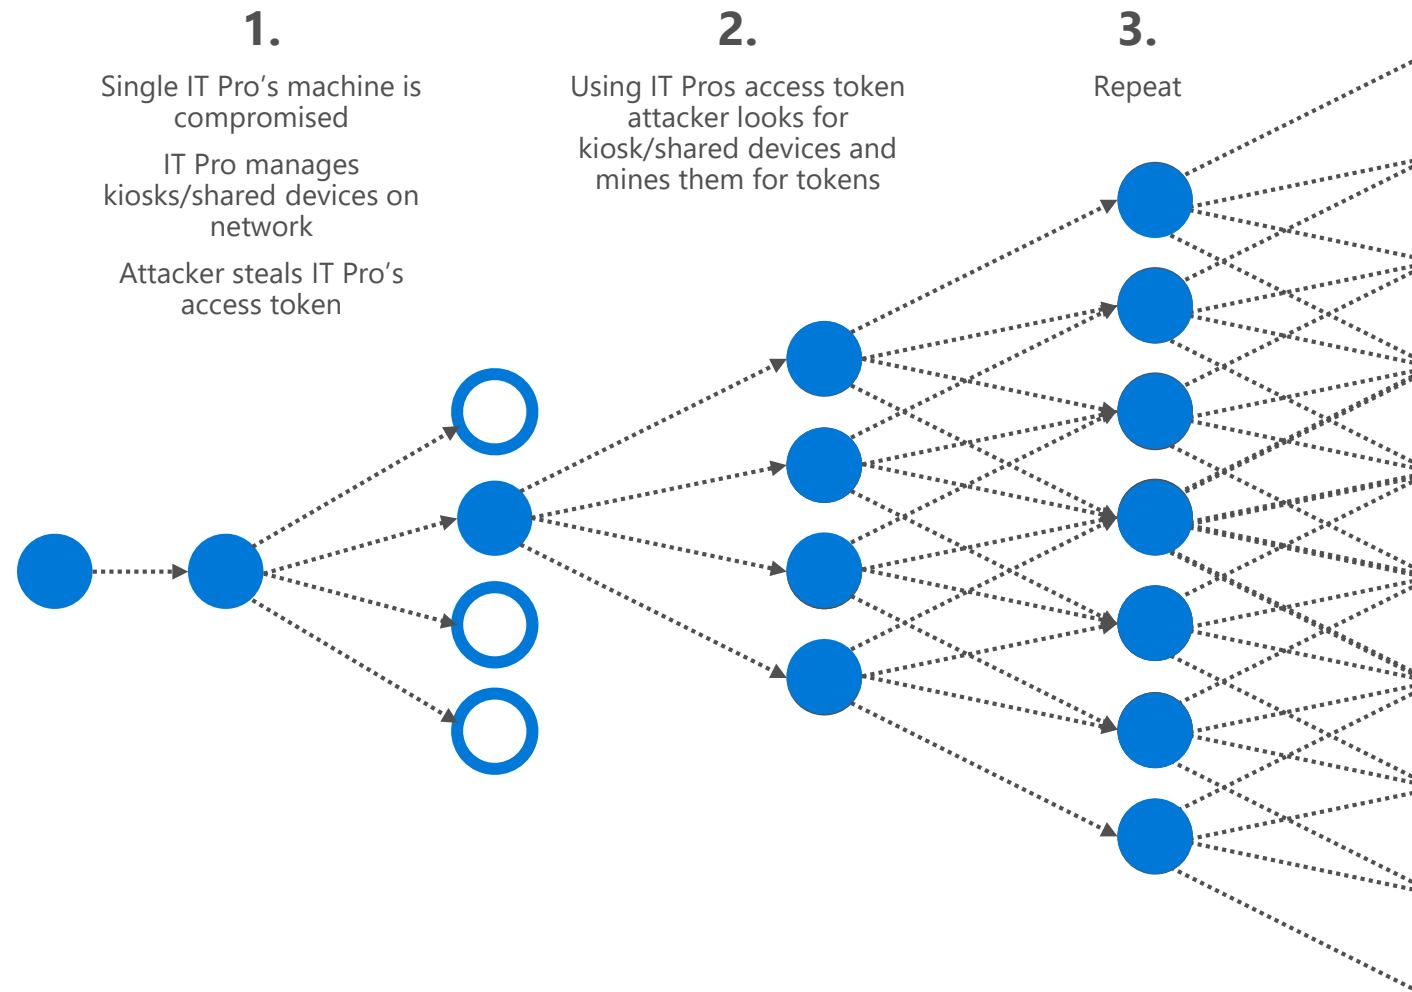 1.
Single IT Pro’s machine is
compromised
IT Pro manages
kiosks/shared devices on
network
Attacker steals IT Pro’s
access token
2.
Using IT Pros access token
attacker looks for
kiosk/shared devices and
mines them for tokens
3.
Repeat